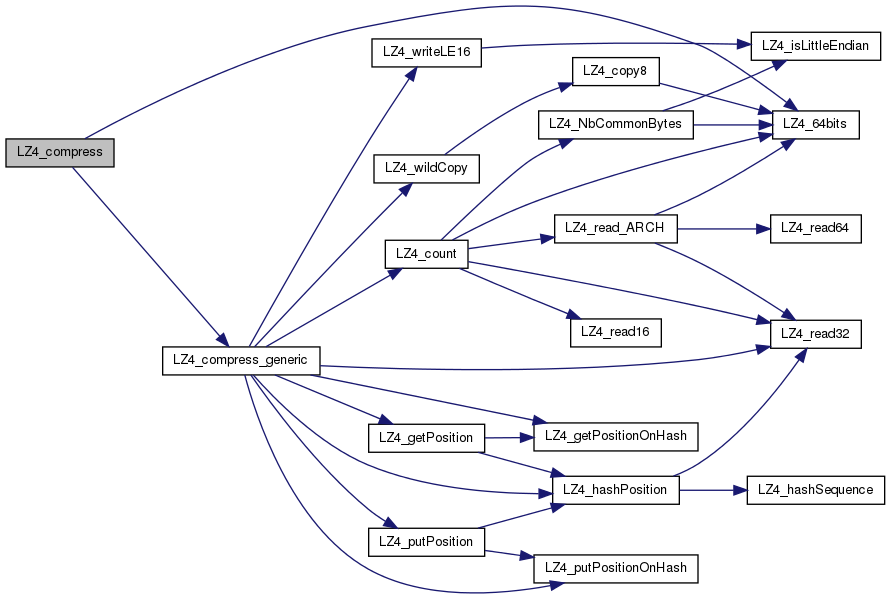 LZ4_compress
LZ4_compress_generic
LZ4_writeLE16
LZ4_wildCopy
LZ4_count
LZ4_getPosition
LZ4_putPosition
LZ4_copy8
LZ4_NbCommonBytes
LZ4_read_ARCH
LZ4_read16
LZ4_getPositionOnHash
LZ4_hashPosition
LZ4_putPositionOnHash
LZ4_isLittleEndian
LZ4_64bits
LZ4_read64
LZ4_read32
LZ4_hashSequence